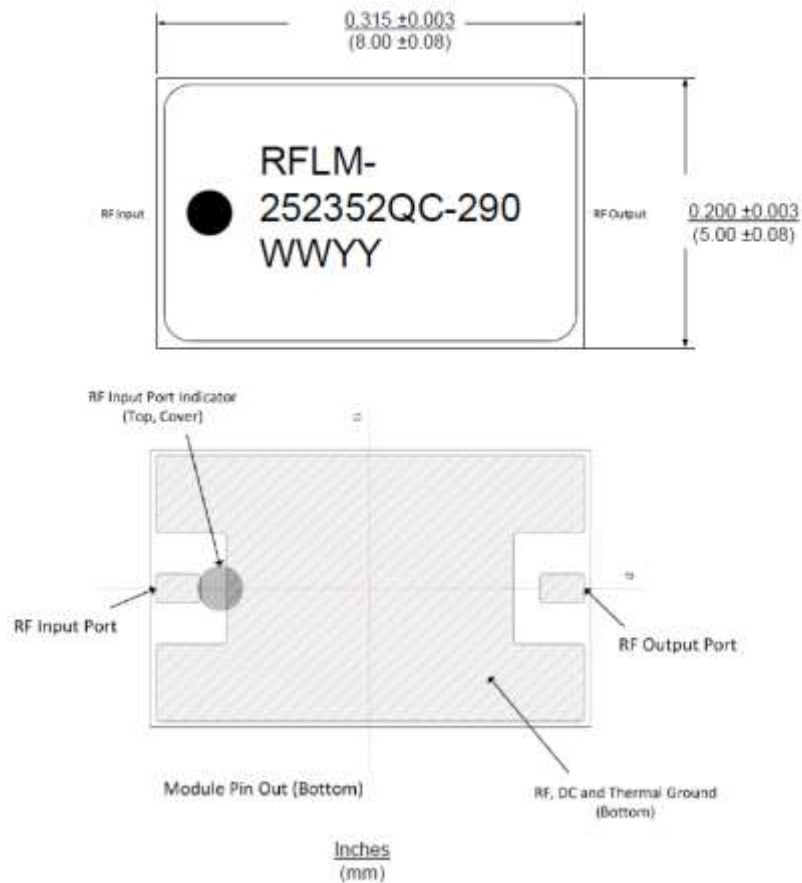 0.315 ±0.003
(8.00 ±0.08)
RFLM-
252352QC-290
WWYY
RF Input
RF Output
0.200 ±0.003
(5.00 ±0.08)
RF Input Port Indicator
(Top, Cover)
RF Input Port
RF Output Port
Module Pin Out (Bottom)
RF, DC and Thermal Ground
(Bottom)
Inches
(mm)